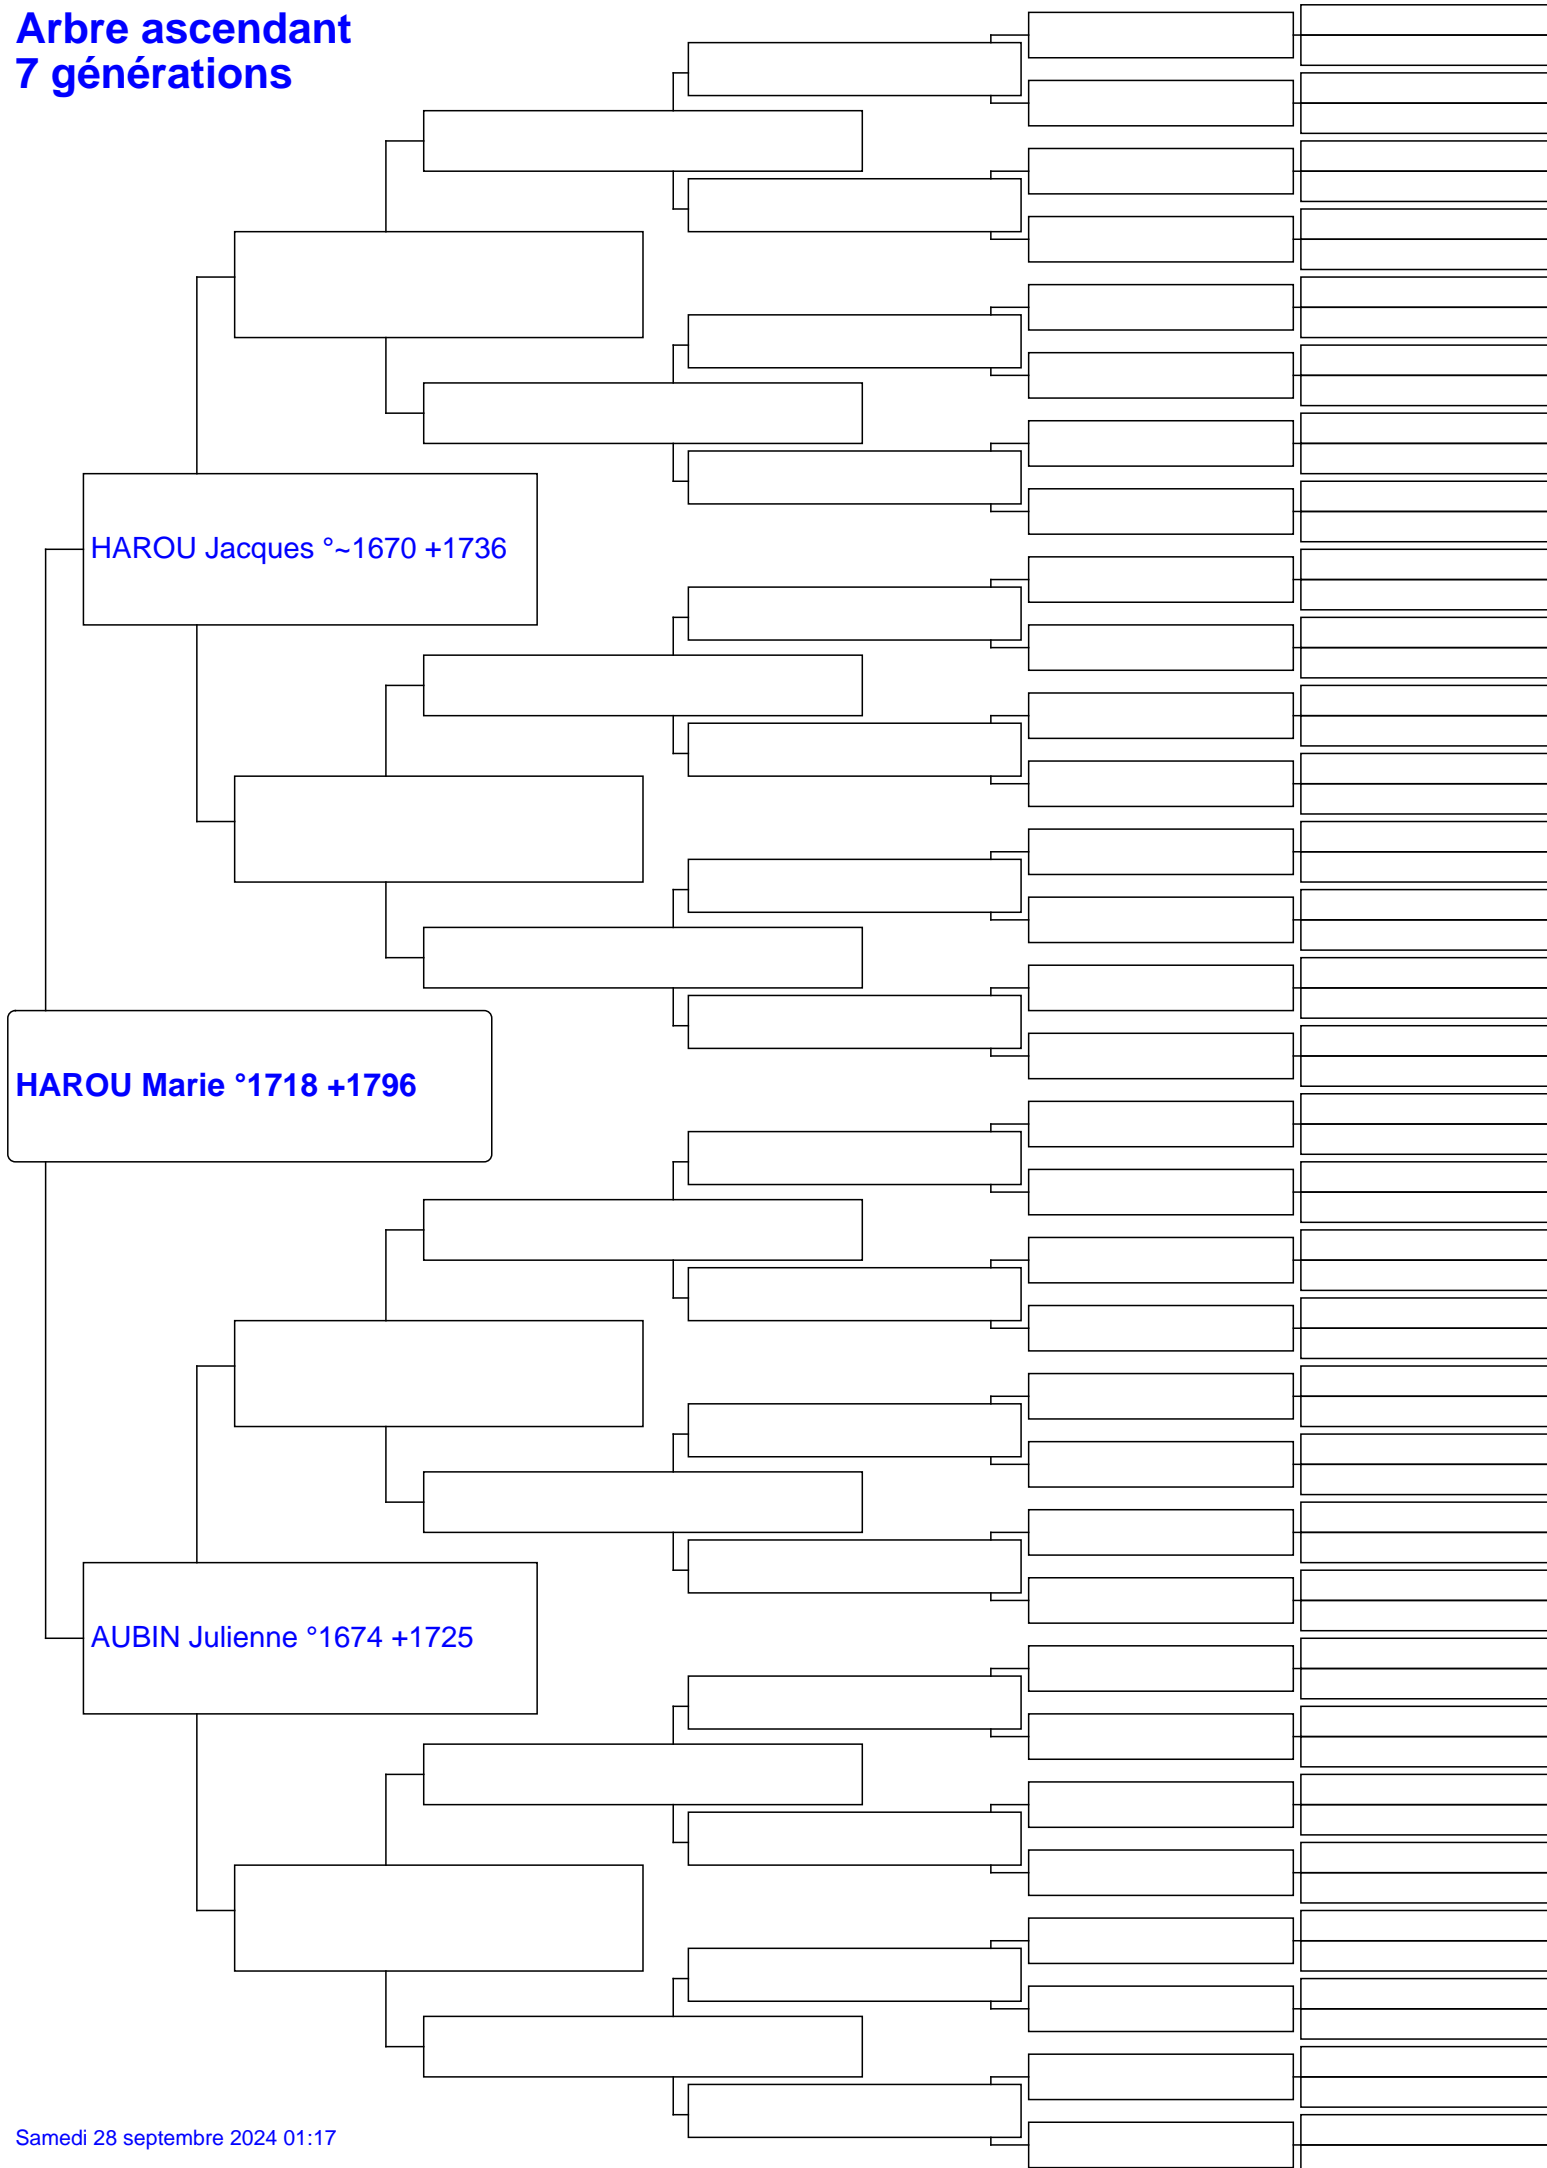 Arbre ascendant
7 générations
HAROU Jacques °~1670 +1736
HAROU Marie °1718 +1796
AUBIN Julienne °1674 +1725
Samedi 28 septembre 2024 01:17